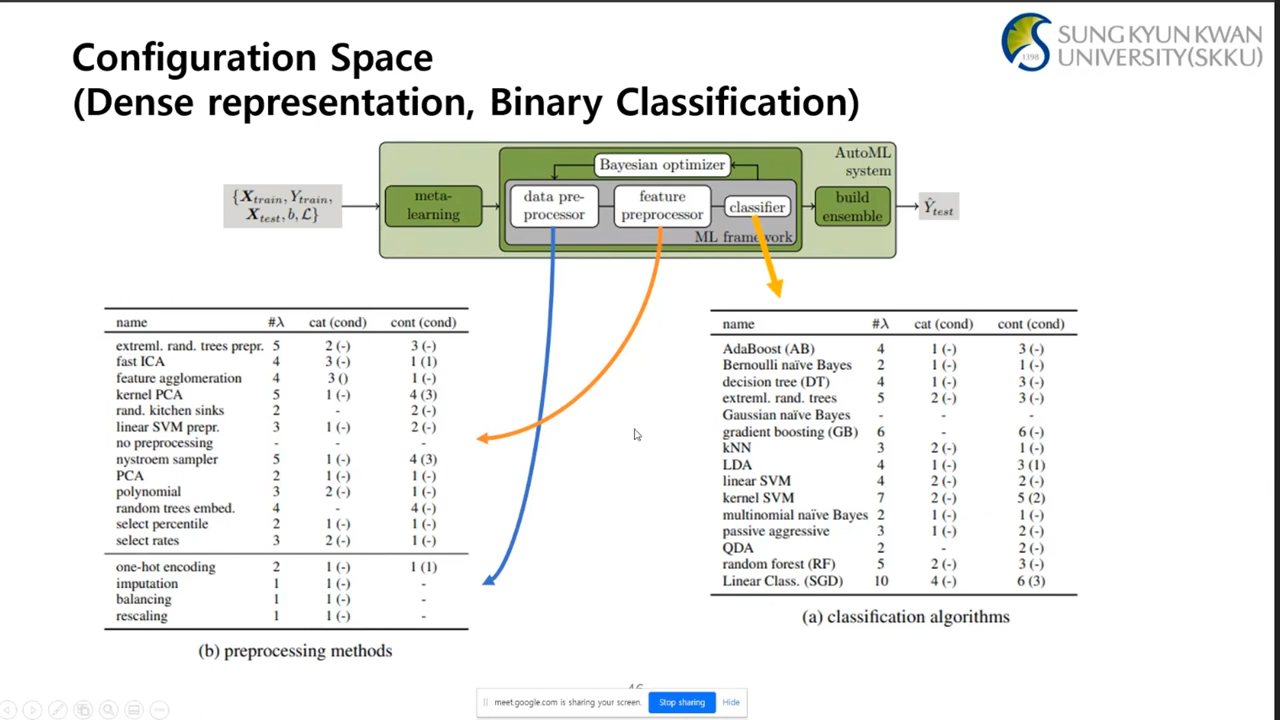 Configuration Space
(Dense representation, Binary Classification)
SUNG KYUN KWAN
UNIVERSITY(SKKU)
1398
{X_train, Y_train,
X_test, b, L}
meta-
learning
Bayesian optimizer
data pre-
processor
feature
preprocessor
classifier
ML framework
AutoML
system
build
ensemble
Ŷ_test
name #λ cat (cond) cont (cond)
extreml. rand. trees prepr. 5 2 (-) 3 (-)
fast ICA 4 3 (-) 1 (1)
feature agglomeration 4 3 () 1 (-)
kernel PCA 5 1 (-) 4 (3)
rand. kitchen sinks 2 - 2 (-)
linear SVM prepr. 3 1 (-) 2 (-)
no preprocessing - - -
nystroem sampler 5 1 (-) 4 (3)
PCA 2 1 (-) 1 (-)
polynomial 3 2 (-) 1 (-)
random trees embed. 4 - 4 (-)
select percentile 2 1 (-) 1 (-)
select rates 3 2 (-) 1 (-)
one-hot encoding 2 1 (-) 1 (1)
imputation 1 1 (-) -
balancing 1 1 (-) -
rescaling 1 1 (-) -
(b) preprocessing methods
name #λ cat (cond) cont (cond)
AdaBoost (AB) 4 1 (-) 3 (-)
Bernoulli naïve Bayes 2 1 (-) 1 (-)
decision tree (DT) 4 1 (-) 3 (-)
extreml. rand. trees 5 2 (-) 3 (-)
Gaussian naïve Bayes - - -
gradient boosting (GB) 6 - 6 (-)
kNN 3 2 (-) 1 (-)
LDA 4 1 (-) 3 (1)
linear SVM 4 2 (-) 2 (-)
kernel SVM 7 2 (-) 5 (2)
multinomial naïve Bayes 2 1 (-) 1 (-)
passive aggressive 3 1 (-) 2 (-)
QDA 2 - 2 (-)
random forest (RF) 5 2 (-) 3 (-)
Linear Class. (SGD) 10 4 (-) 6 (3)
(a) classification algorithms
meet.google.com is sharing your screen.
Stop sharing
Hide